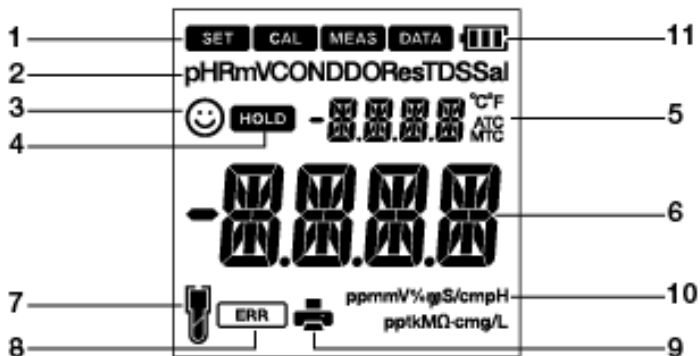 1 SET CAL MEAS DATA 11
2 pHRmVCONDDOResTDSSal
3 HOLD °C°F 5
4 ATC
MTC
6
7 ppmmV%gµS/cmpH 10
ERR pptkMΩ-cmg/L
8 9